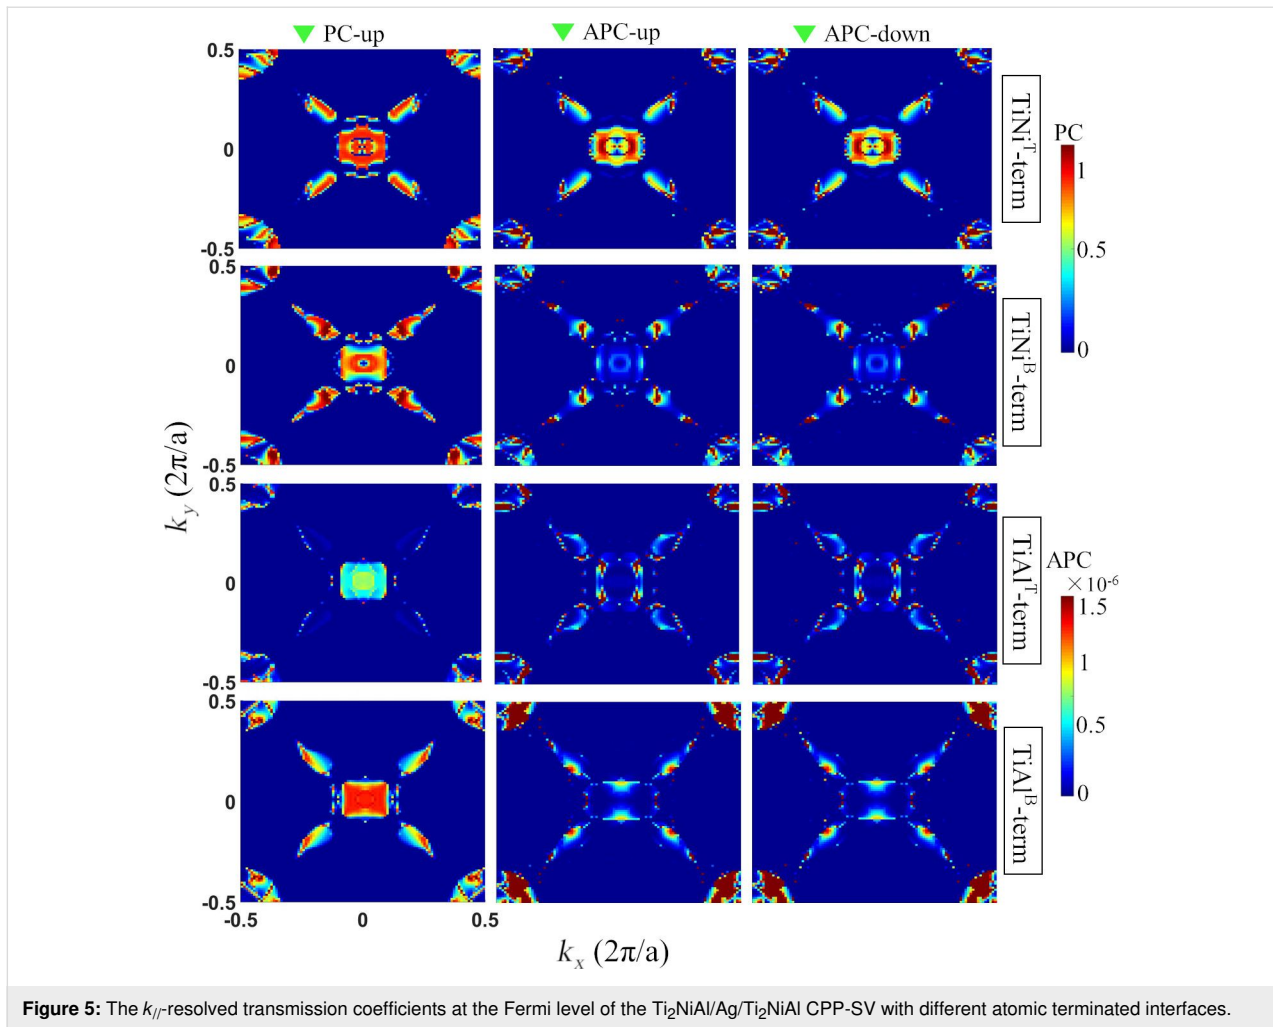 PC-up
APC-up
APC-down
0.5
0
-0.5
TiNiᵀ-term
PC
1
0.5
0
0.5
0
-0.5
TiNiᴮ-term
k_y (2π/a)
0.5
0
-0.5
TiAlᵀ-term
APC
×10⁻⁶
1.5
1
0.5
0
0.5
0
-0.5
TiAlᴮ-term
-0.5 0 0.5
k_x (2π/a)
Figure 5: The k_//-resolved transmission coefficients at the Fermi level of the Ti₂NiAl/Ag/Ti₂NiAl CPP-SV with different atomic terminated interfaces.